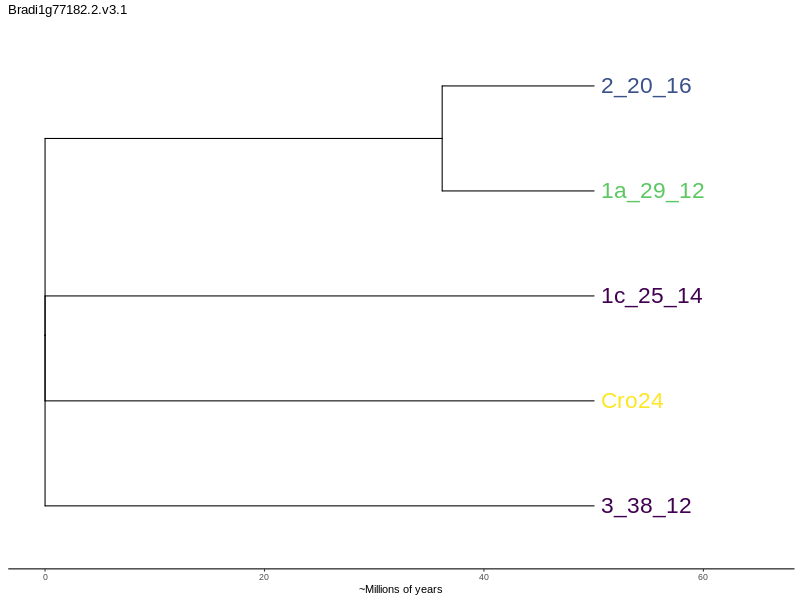 Bradi1g77182.2.v3.1
2_20_16
1a_29_12
1c_25_14
Cro24
3_38_12
0 20 40 60
~Millions of years